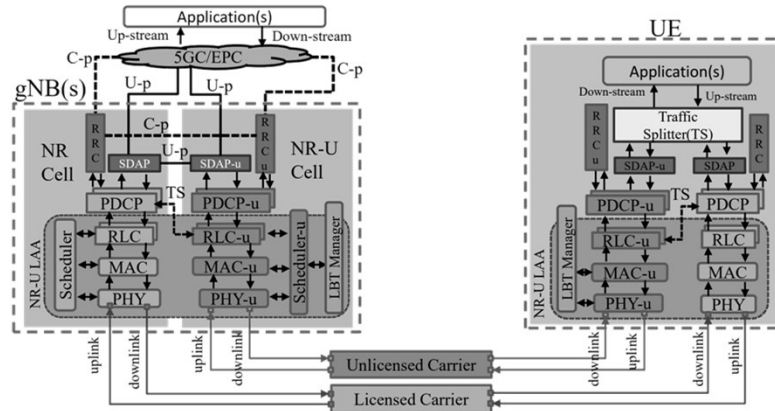 Application(s)
Up-stream
Down-stream
5GC/EPC
C-p
C-p
U-p
U-p
gNB(s)
C-p
RRC
RRCu
NR
Cell
NR-U
Cell
U-p
SDAP
SDAP-u
TS
PDCP
PDCP-u
NR-U LAA
Scheduler
RLC
RLC-u
MAC
MAC-u
PHY
PHY-u
Scheduler-u
LBT Manager
uplink
downlink
uplink
downlink
UE
Application(s)
Down-stream
Up-stream
Traffic
Splitter(TS)
RRCu
RRC
SDAP-u
SDAP
TS
PDCP-u
PDCP
NR-U LAA
LBT Manager
RLC-u
RLC
MAC-u
MAC
PHY-u
PHY
downlink
uplink
downlink
uplink
Unlicensed Carrier
Licensed Carrier